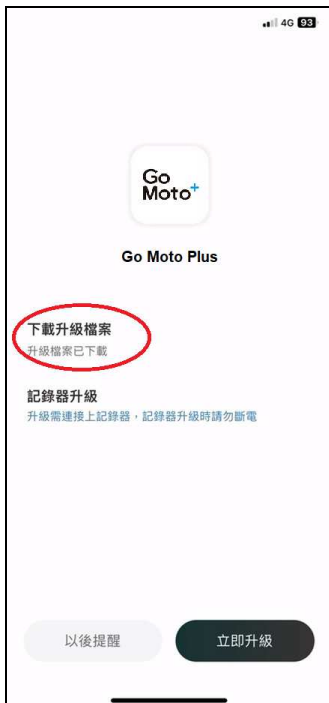 4G 93
Go
Moto+
Go Moto Plus
下載升級檔案
升級檔案已下載
記錄器升級
升級需連接上記錄器，記錄器升級時請勿斷電
以後提醒
立即升級